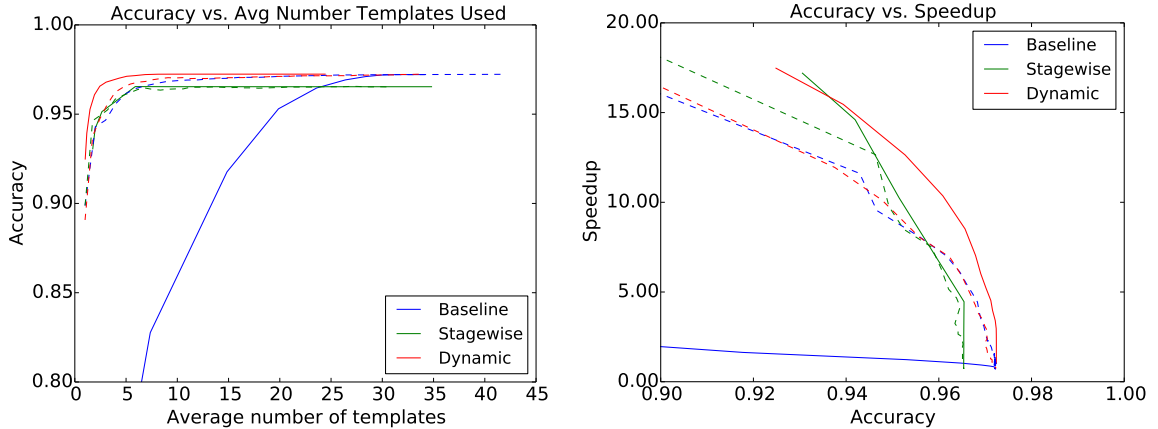 Accuracy vs. Avg Number Templates Used
1.00
0.95
0.90
0.85
0.80
Accuracy
0 5 10 15 20 25 30 35 40 45
Average number of templates
Baseline
Stagewise
Dynamic
Accuracy vs. Speedup
20.00
15.00
10.00
5.00
0.00
Speedup
0.90 0.92 0.94 0.96 0.98 1.00
Accuracy
Baseline
Stagewise
Dynamic